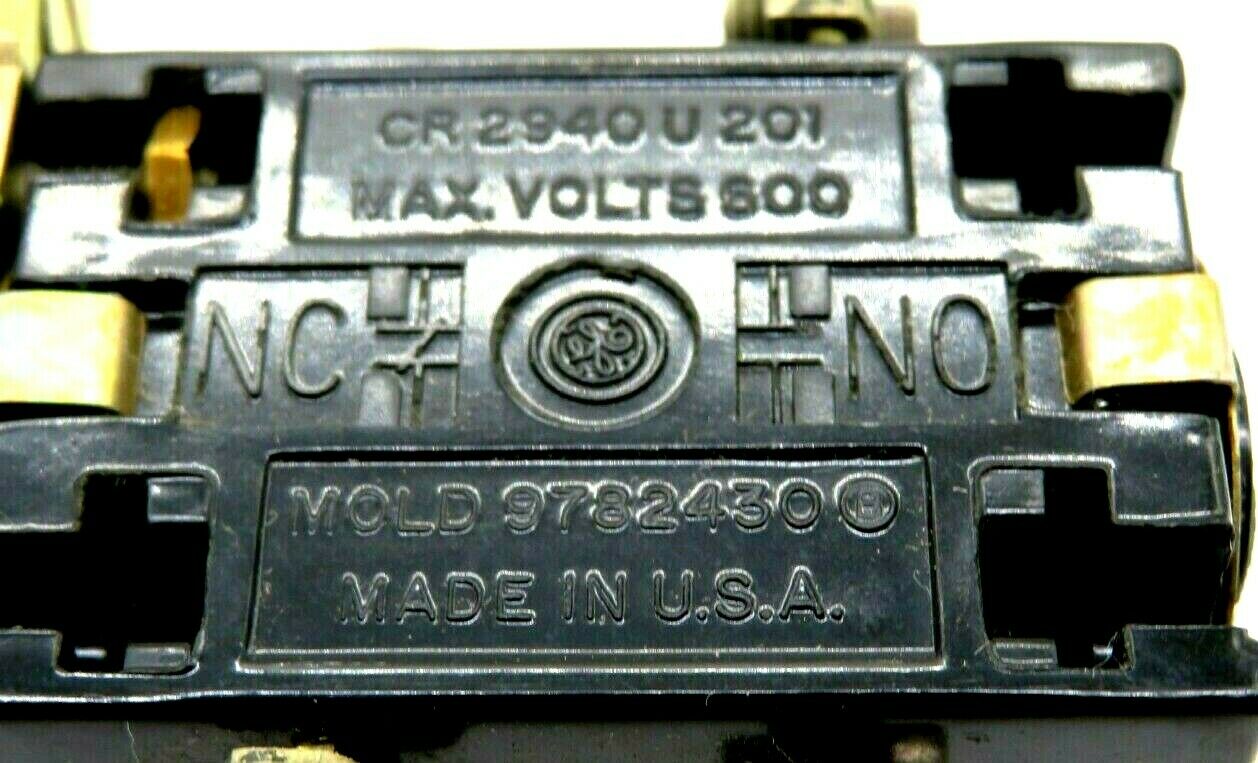 CR 2940 U 201
MAX. VOLTS 600
NC NO
MOLD 9782430 Ⓗ
MADE IN U.S.A.